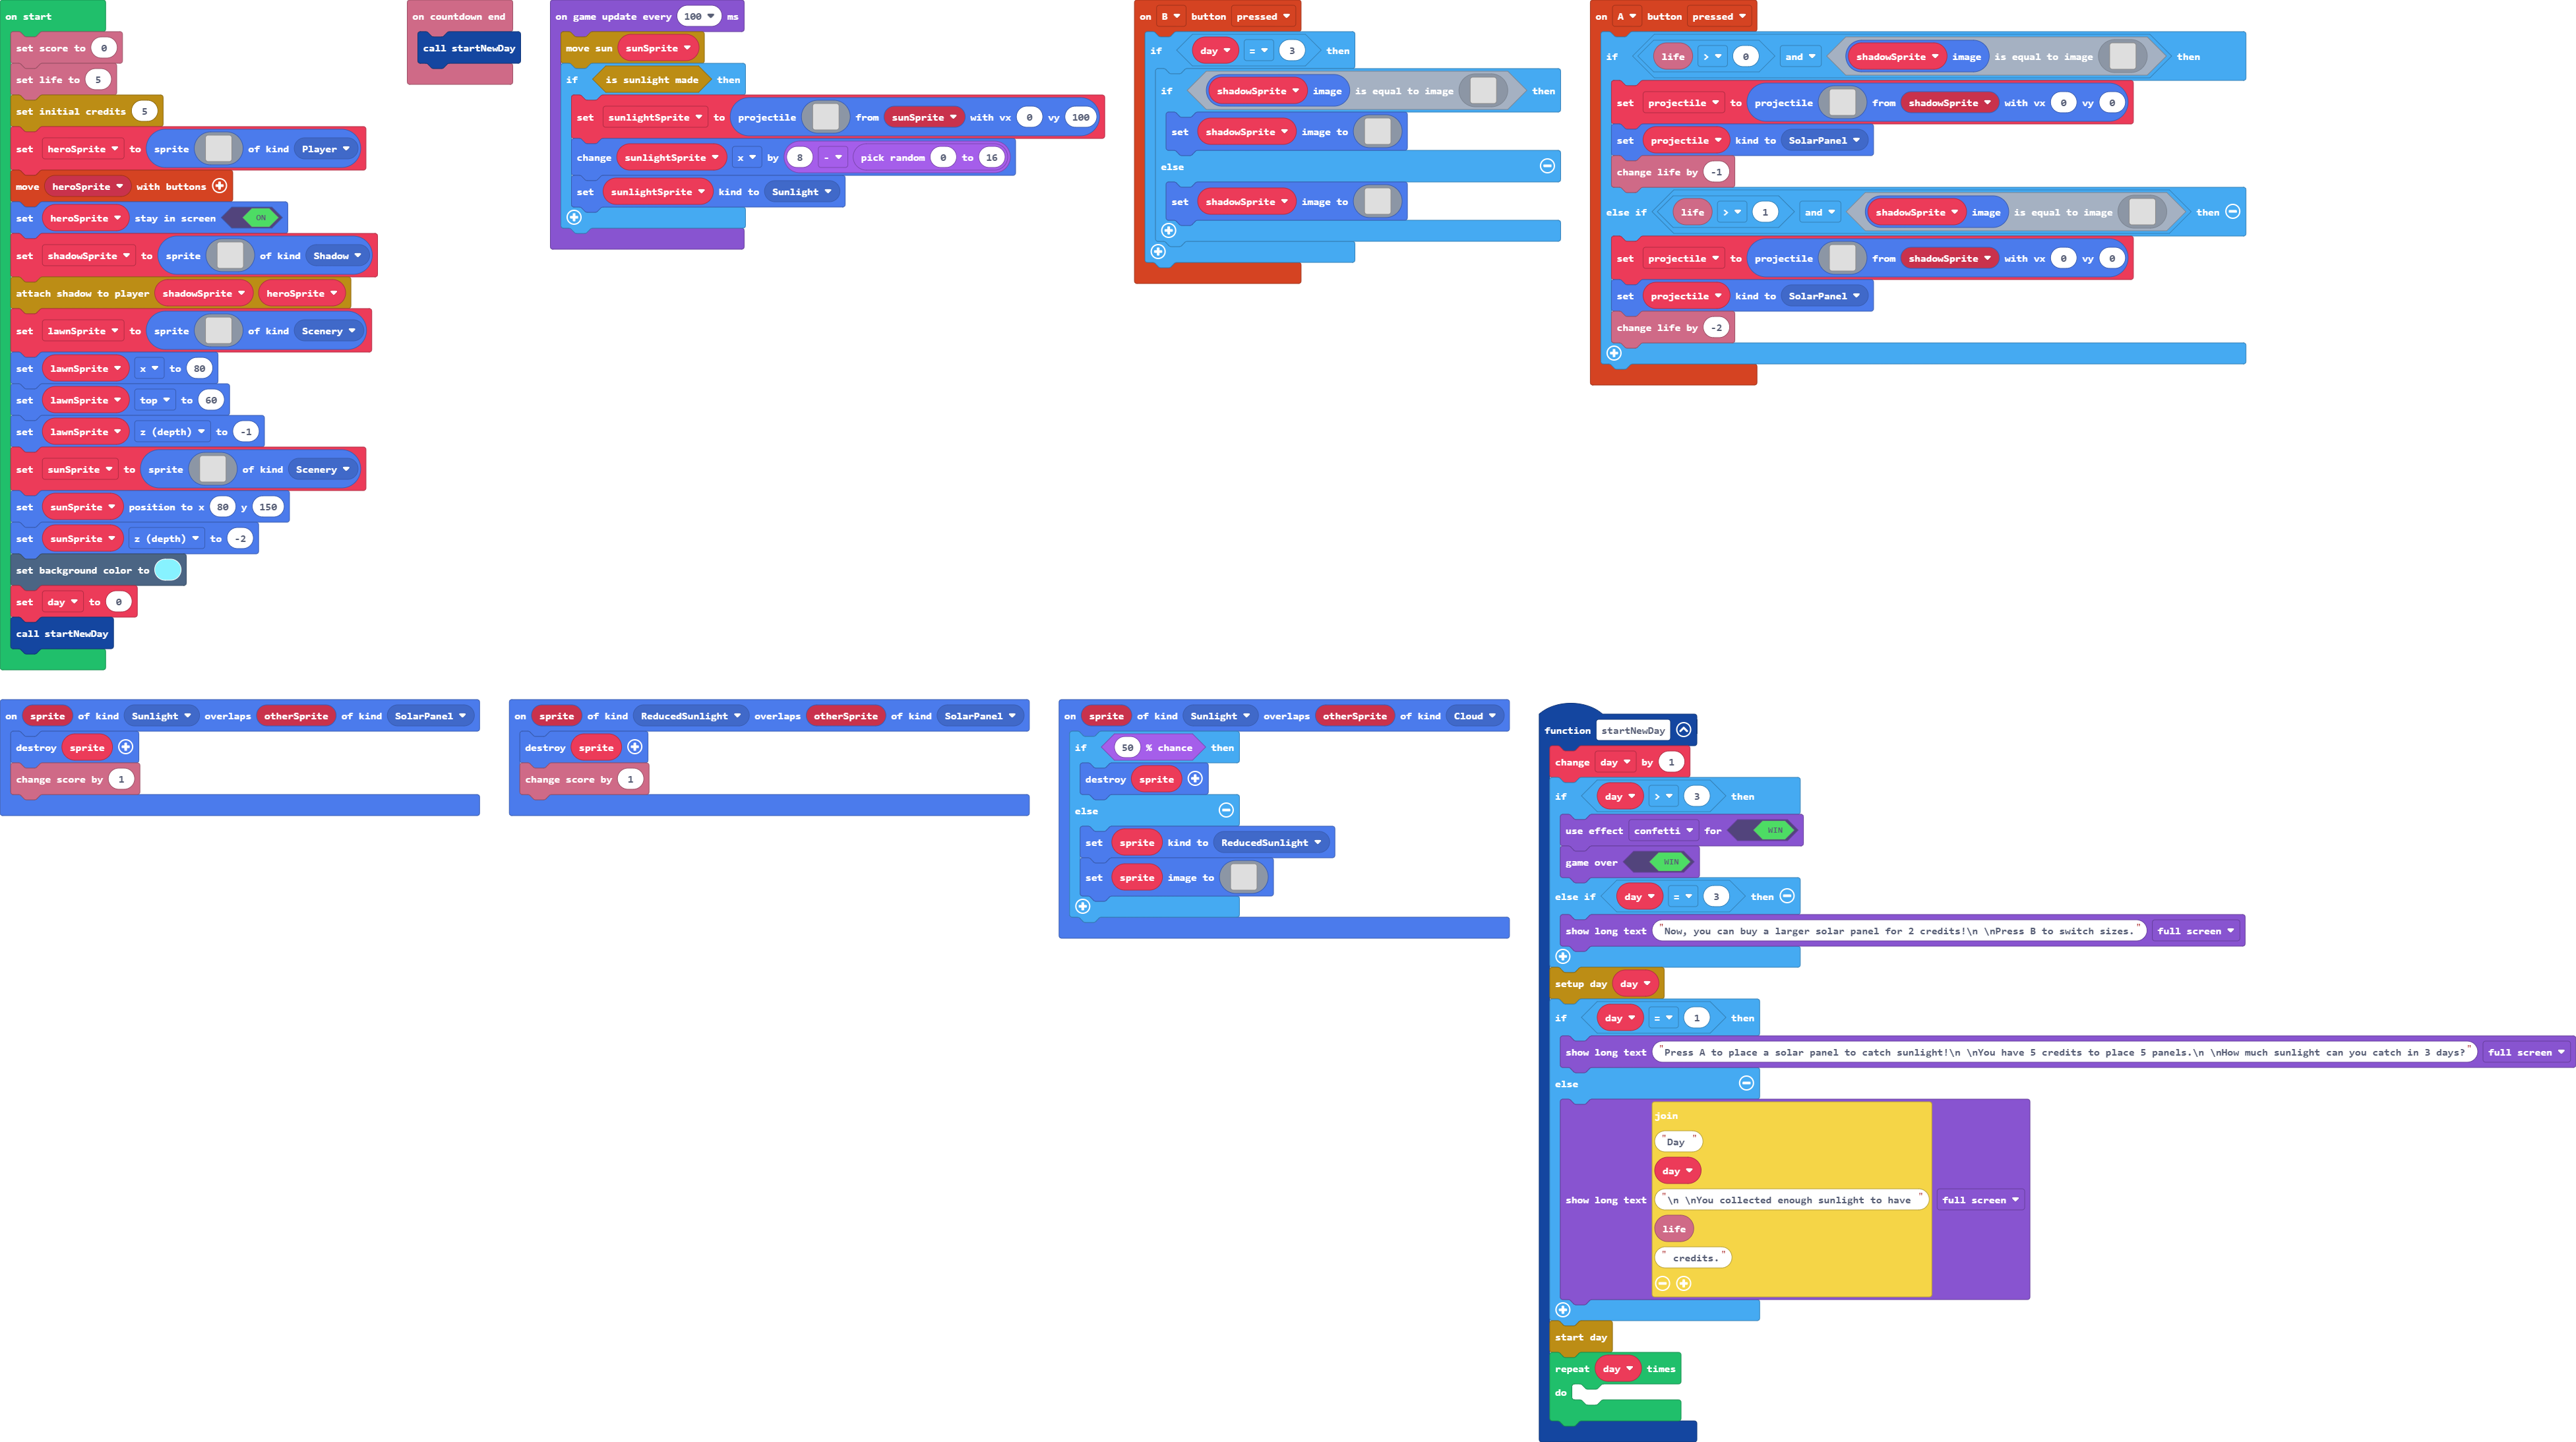 on start
set score to 0
set life to 5
set initial credits 5
set heroSprite to sprite of kind Player
move heroSprite with buttons
set heroSprite stay in screen ON
set shadowSprite to sprite of kind Shadow
attach shadow to player shadowSprite heroSprite
set lawnSprite to sprite of kind Scenery
set lawnSprite x to 80
set lawnSprite top to 60
set lawnSprite z (depth) to -1
set sunSprite to sprite of kind Scenery
set sunSprite position to x 80 y 150
set sunSprite z (depth) to -2
set background color to
set day to 0
call startNewDay
on countdown end
call startNewDay
on game update every 100 ms
move sun sunSprite
if is sunlight made then
set sunlightSprite to projectile from sunSprite with vx 0 vy 100
change sunlightSprite x by 8 - pick random 0 to 16
set sunlightSprite kind to Sunlight
on B button pressed
if day = 3 then
if shadowSprite image is equal to image then
set shadowSprite image to
else
set shadowSprite image to
on A button pressed
if life > 0 and shadowSprite image is equal to image then
set projectile to projectile from shadowSprite with vx 0 vy 0
set projectile kind to SolarPanel
change life by -1
else if life > 1 and shadowSprite image is equal to image then
set projectile to projectile from shadowSprite with vx 0 vy 0
set projectile kind to SolarPanel
change life by -2
on sprite of kind Sunlight overlaps otherSprite of kind SolarPanel
destroy sprite
change score by 1
on sprite of kind ReducedSunlight overlaps otherSprite of kind SolarPanel
destroy sprite
change score by 1
on sprite of kind Sunlight overlaps otherSprite of kind Cloud
if 50 % chance then
destroy sprite
else
set sprite kind to ReducedSunlight
set sprite image to
function startNewDay
change day by 1
if day > 3 then
use effect confetti for WIN
game over WIN
else if day = 3 then
show long text "Now, you can buy a larger solar panel for 2 credits!\n \nPress B to switch sizes." full screen
setup day day
if day = 1 then
show long text "Press A to place a solar panel to catch sunlight!\n \nYou have 5 credits to place 5 panels.\n \nHow much sunlight can you catch in 3 days?" full screen
else
join
"Day "
day
show long text "\n \nYou collected enough sunlight to have " full screen
life
" credits."
start day
repeat day times
do